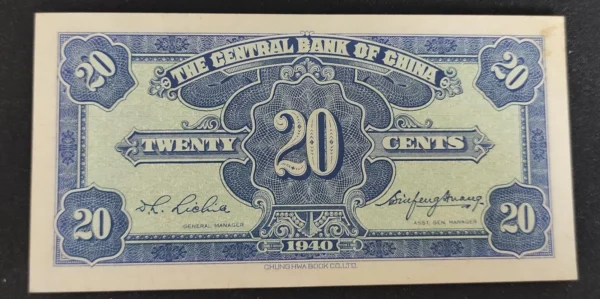 THE CENTRAL BANK OF CHINA
20 20
TWENTY 20 CENTS
GENERAL MANAGER ASST. GEN. MANAGER
20 20
1940
CHUNG HWA BOOK CO., LTD.